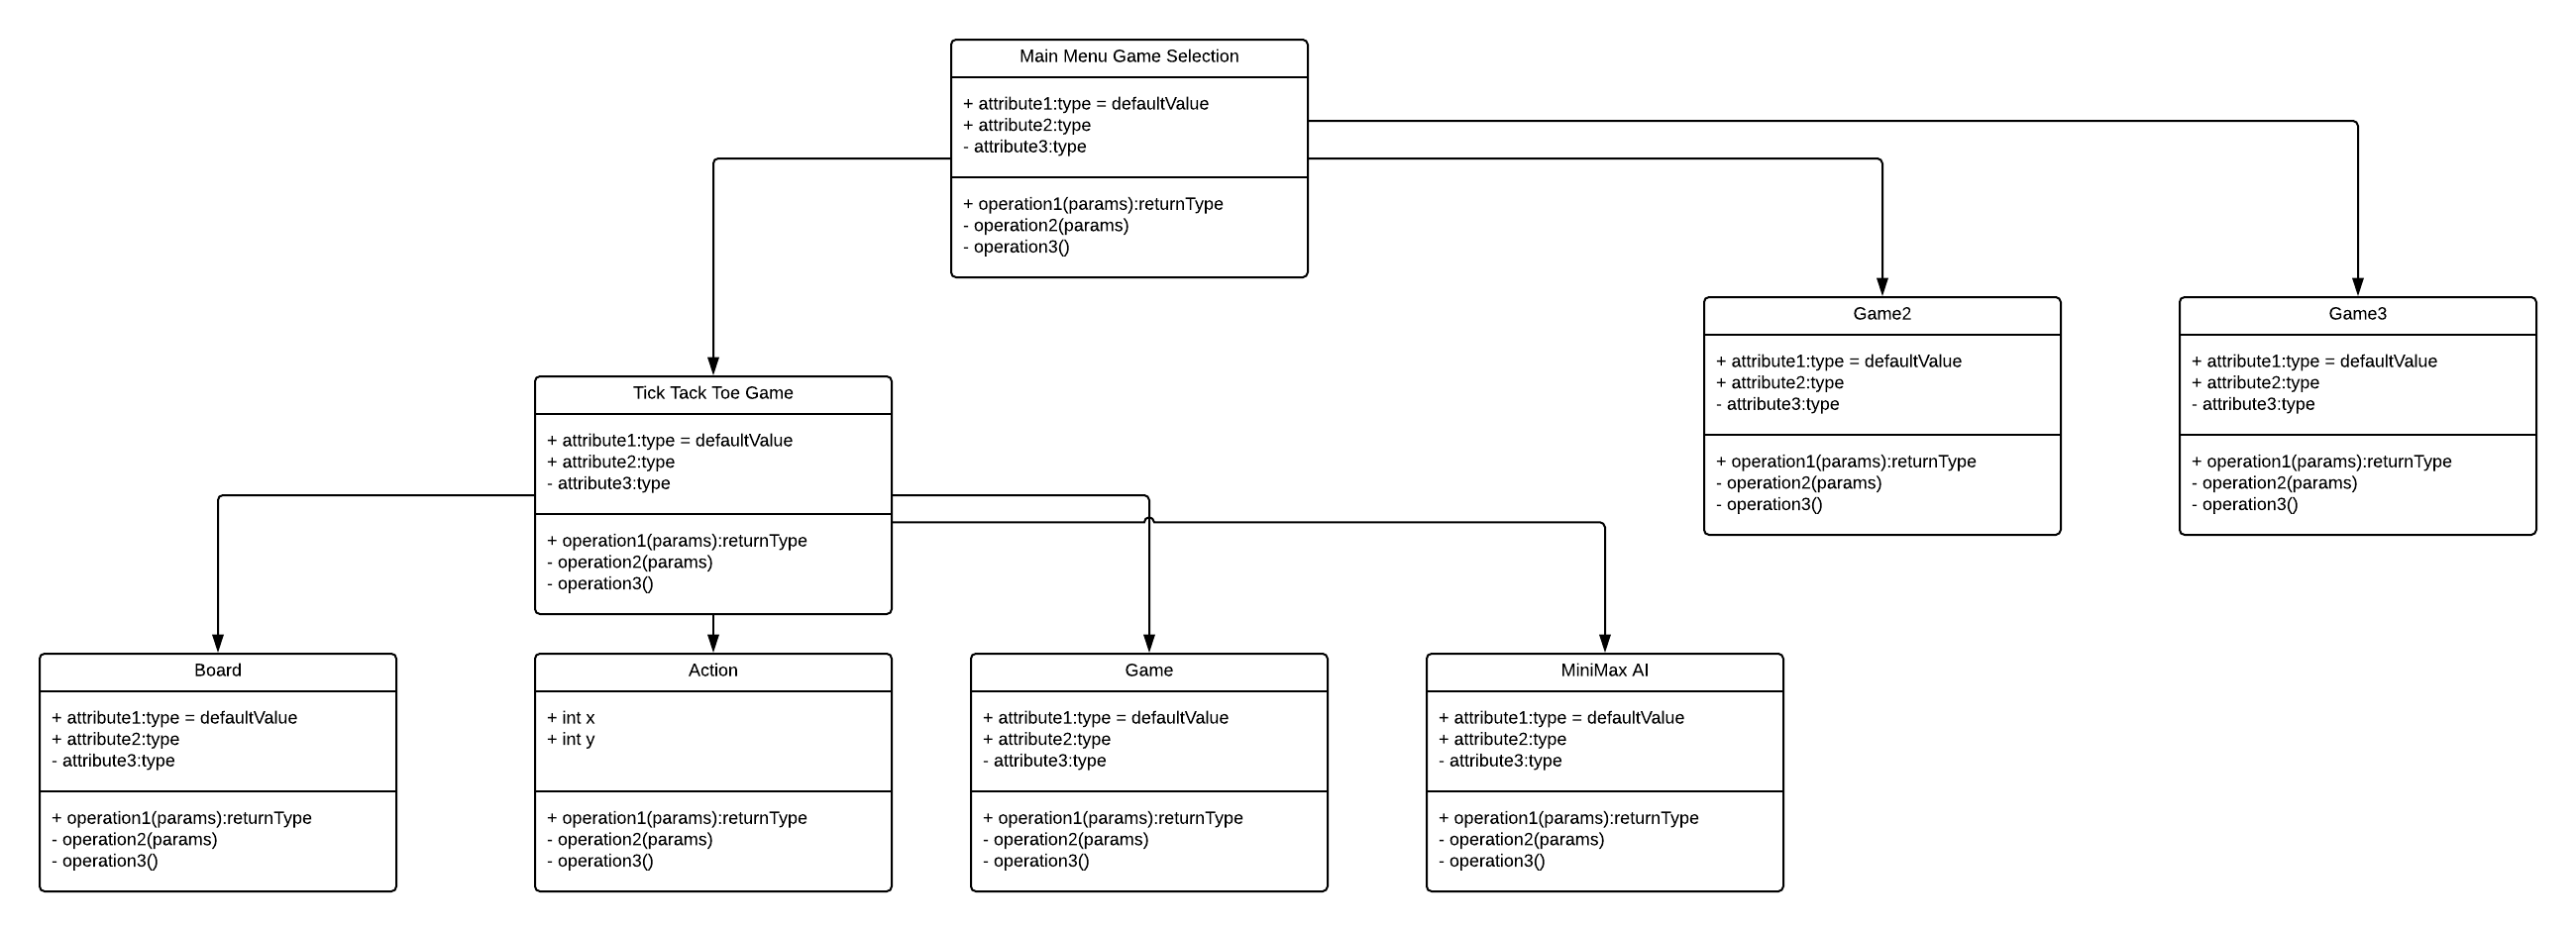 Main Menu Game Selection
+ attribute1:type = defaultValue
+ attribute2:type
- attribute3:type
+ operation1(params):returnType
- operation2(params)
- operation3()
Game2
+ attribute1:type = defaultValue
+ attribute2:type
- attribute3:type
+ operation1(params):returnType
- operation2(params)
- operation3()
Game3
+ attribute1:type = defaultValue
+ attribute2:type
- attribute3:type
+ operation1(params):returnType
- operation2(params)
- operation3()
Tick Tack Toe Game
+ attribute1:type = defaultValue
+ attribute2:type
- attribute3:type
+ operation1(params):returnType
- operation2(params)
- operation3()
Board
+ attribute1:type = defaultValue
+ attribute2:type
- attribute3:type
+ operation1(params):returnType
- operation2(params)
- operation3()
Action
+ int x
+ int y
+ operation1(params):returnType
- operation2(params)
- operation3()
Game
+ attribute1:type = defaultValue
+ attribute2:type
- attribute3:type
+ operation1(params):returnType
- operation2(params)
- operation3()
MiniMax AI
+ attribute1:type = defaultValue
+ attribute2:type
- attribute3:type
+ operation1(params):returnType
- operation2(params)
- operation3()